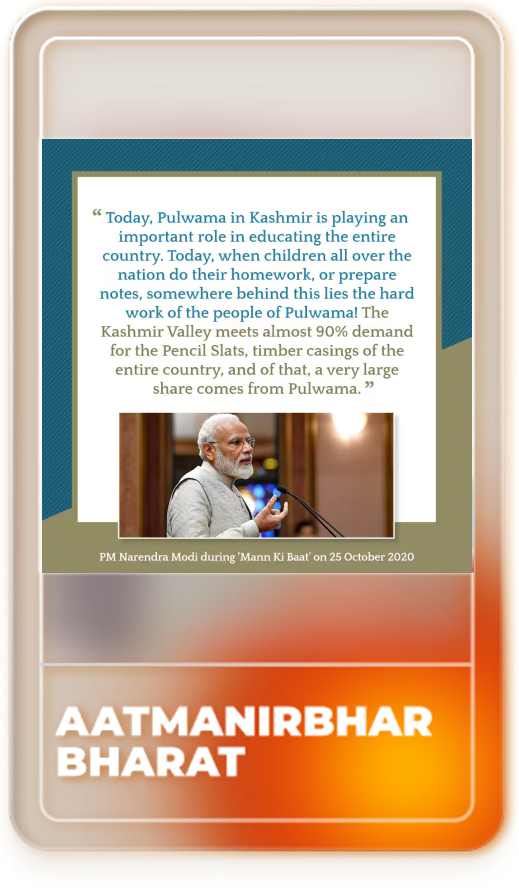 “ Today, Pulwama in Kashmir is playing an
important role in educating the entire
country. Today, when children all over the
nation do their homework, or prepare
notes, somewhere behind this lies the hard
work of the people of Pulwama! The
Kashmir Valley meets almost 90% demand
for the Pencil Slats, timber casings of the
entire country, and of that, a very large
share comes from Pulwama. ”
PM Narendra Modi during 'Mann Ki Baat' on 25 October 2020
AATMANIRBHAR
BHARAT